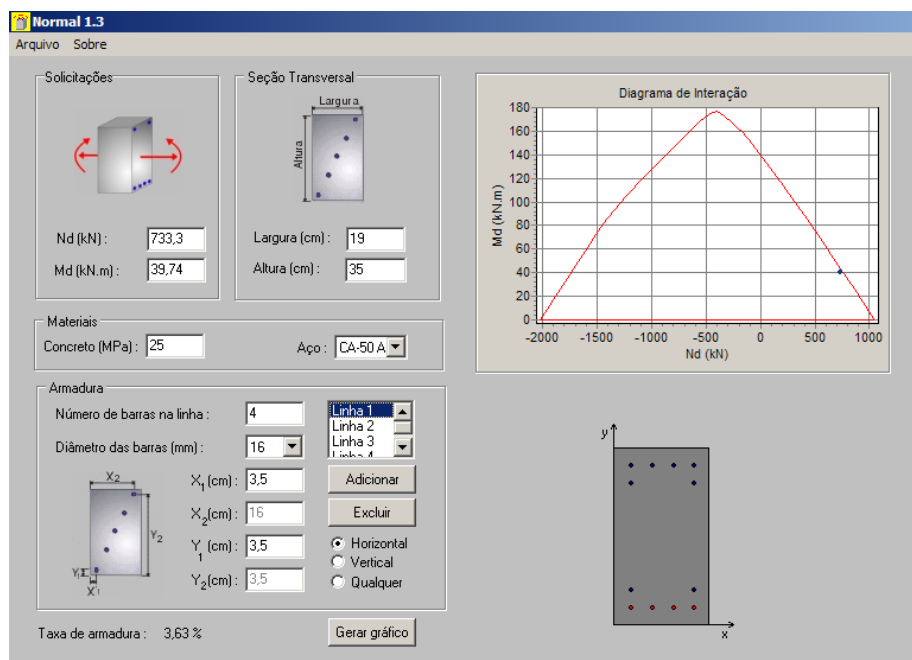 Normal 1.3
Arquivo Sobre
Solicitações
Nd (kN) : 733,3
Md (kN.m) : 39,74
Seção Transversal
Largura
Altura
Largura (cm) : 19
Altura (cm) : 35
Materiais
Concreto (MPa) : 25
Aço : CA-50 A
Armadura
Número de barras na linha : 4
Diâmetro das barras (mm) : 16
Linha 1
Linha 2
Linha 3
Linha 4
X2
Y2
Y1
X1
X1 (cm) : 3,5
X2(cm) : 16
Y1 (cm) : 3,5
Y2(cm) : 3,5
Adicionar
Excluir
Horizontal
Vertical
Qualquer
Taxa de armadura : 3,63 %
Gerar gráfico
Diagrama de Interação
Md (kN.m)
180
160
140
120
100
80
60
40
20
0
-2000 -1500 -1000 -500 0 500 1000
Nd (kN)
y
x